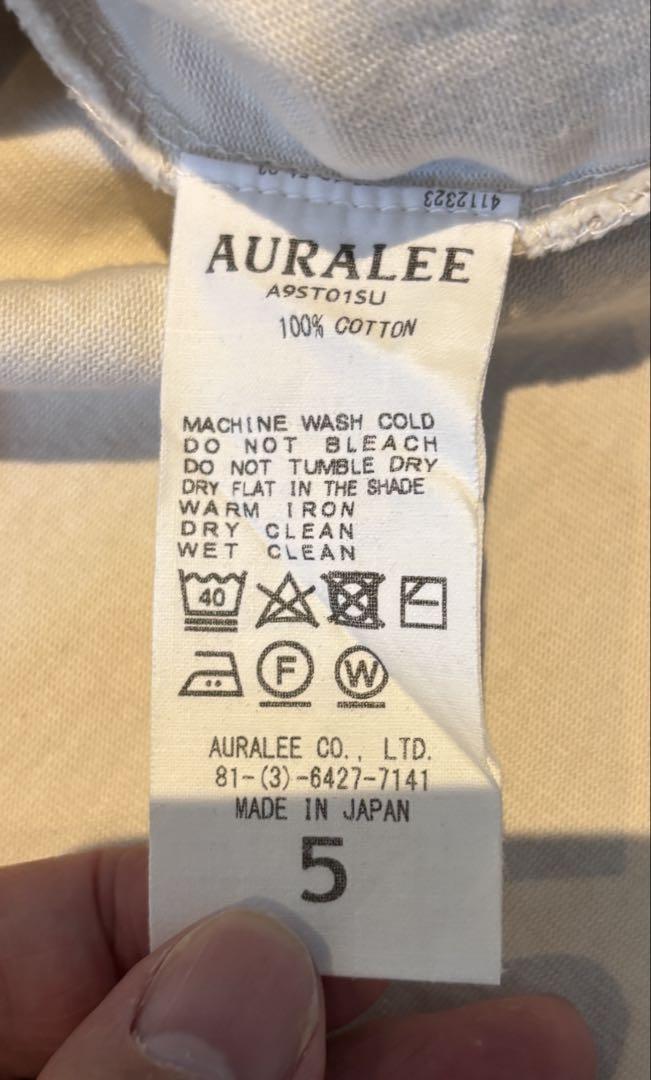 4112323
AURALEE
A9ST01SU
100% COTTON
MACHINE WASH COLD
DO NOT BLEACH
DO NOT TUMBLE DRY
DRY FLAT IN THE SHADE
WARM IRON
DRY CLEAN
WET CLEAN
40
F W
AURALEE CO., LTD.
81-(3)-6427-7141
MADE IN JAPAN
5